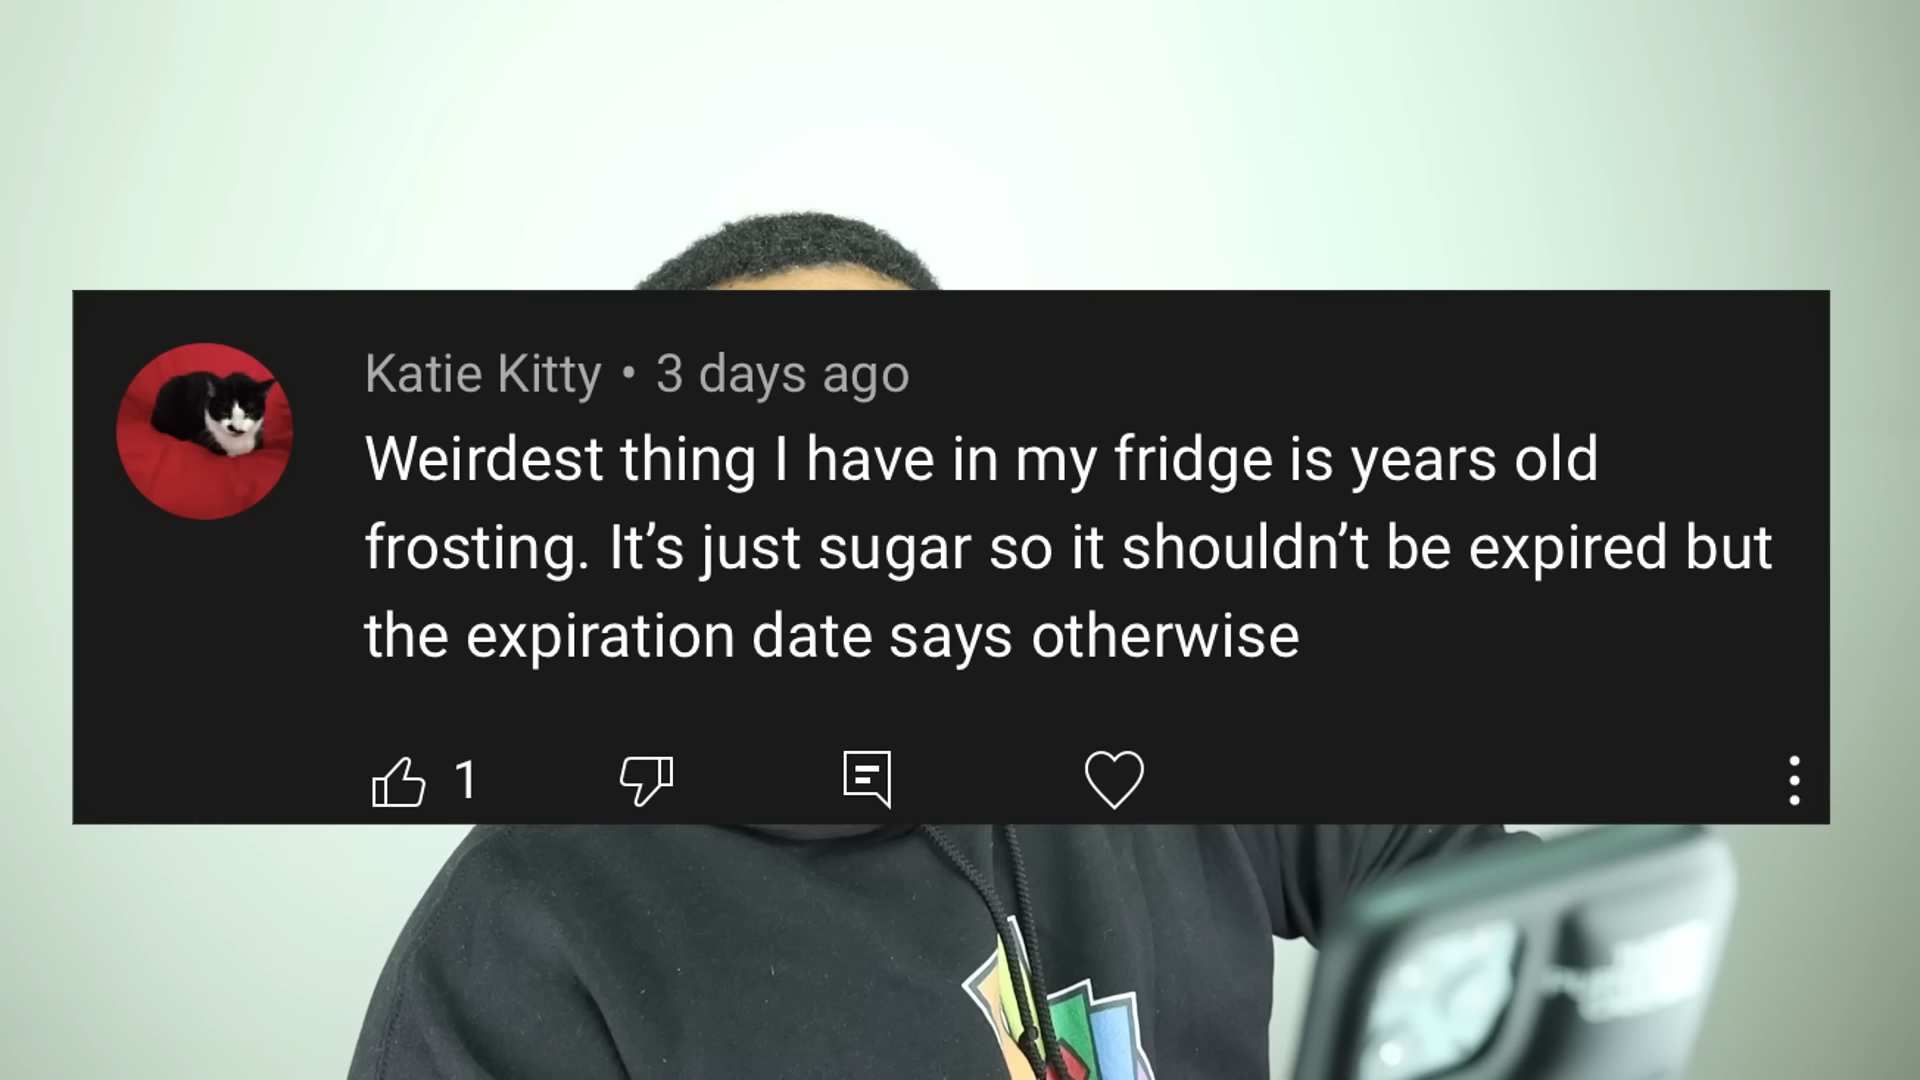 Katie Kitty • 3 days ago
Weirdest thing I have in my fridge is years old
frosting. It’s just sugar so it shouldn’t be expired but
the expiration date says otherwise
1